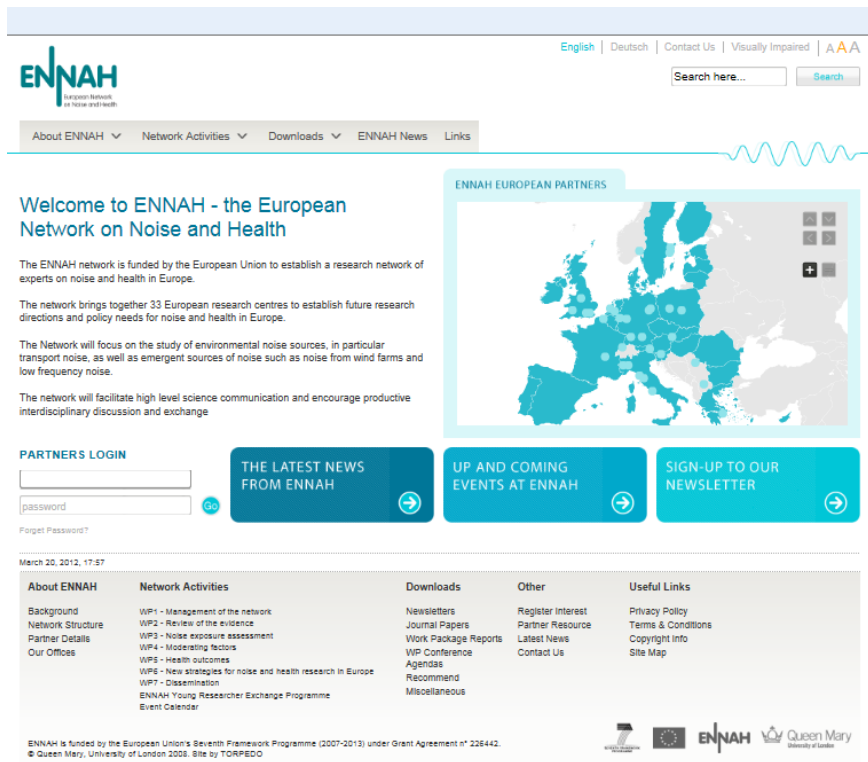 English | Deutsch | Contact Us | Visually Impaired | A A A
ENNAH
European Network
on Noise and Health
Search here... Search
About ENNAH Network Activities Downloads ENNAH News Links
ENNAH EUROPEAN PARTNERS
Welcome to ENNAH - the European
Network on Noise and Health
The ENNAH network is funded by the European Union to establish a research network of
experts on noise and health in Europe.
The network brings together 33 European research centres to establish future research
directions and policy needs for noise and health in Europe.
The Network will focus on the study of environmental noise sources, in particular
transport noise, as well as emergent sources of noise such as noise from wind farms and
low frequency noise.
The network will facilitate high level science communication and encourage productive
interdisciplinary discussion and exchange
PARTNERS LOGIN
password Go
Forget Password?
THE LATEST NEWS
FROM ENNAH
UP AND COMING
EVENTS AT ENNAH
SIGN-UP TO OUR
NEWSLETTER
March 20, 2012, 17:57
About ENNAH
Background
Network Structure
Partner Details
Our Offices
Network Activities
WP1 - Management of the network
WP2 - Review of the evidence
WP3 - Noise exposure assessment
WP4 - Moderating factors
WP5 - Health outcomes
WP6 - New strategies for noise and health research in Europe
WP7 - Dissemination
ENNAH Young Researcher Exchange Programme
Event Calendar
Downloads
Newsletters
Journal Papers
Work Package Reports
WP Conference
Agendas
Recommend
Miscellaneous
Other
Register Interest
Partner Resource
Latest News
Contact Us
Useful Links
Privacy Policy
Terms & Conditions
Copyright Info
Site Map
ENNAH is funded by the European Union's Seventh Framework Programme (2007-2013) under Grant Agreement n° 226442.
© Queen Mary, University of London 2008. Site by TORPEDO
SEVENTH FRAMEWORK
PROGRAMME
ENNAH
Queen Mary
University of London